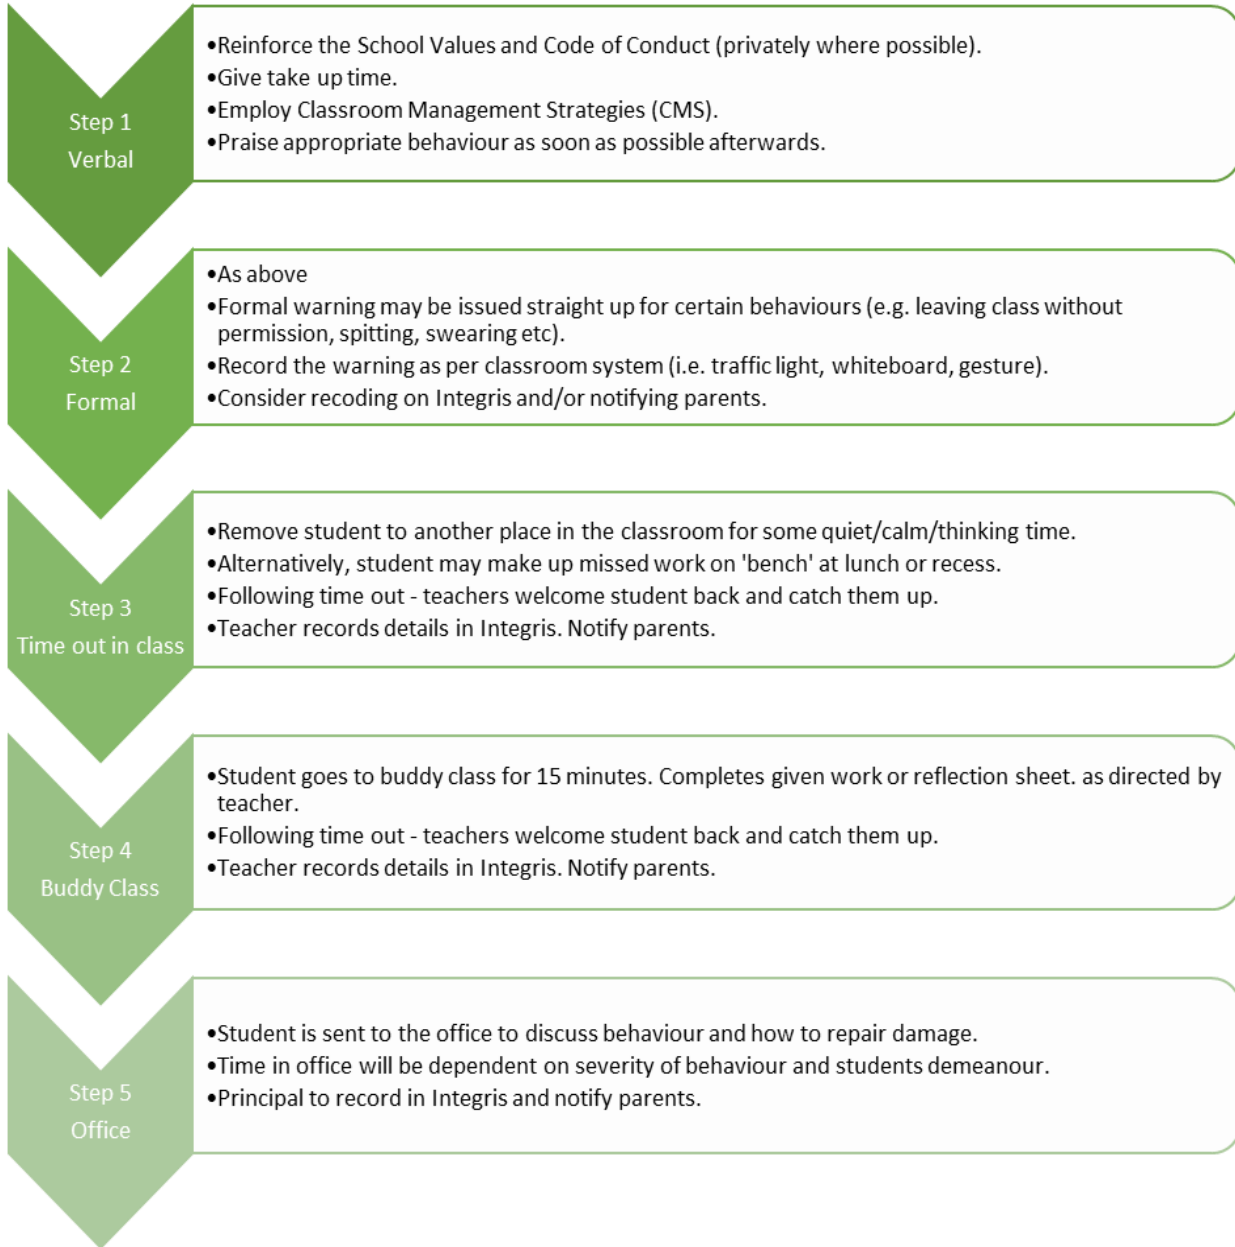 Step 1
Verbal
•Reinforce the School Values and Code of Conduct (privately where possible).
•Give take up time.
•Employ Classroom Management Strategies (CMS).
•Praise appropriate behaviour as soon as possible afterwards.
Step 2
Formal
•As above
•Formal warning may be issued straight up for certain behaviours (e.g. leaving class without
permission, spitting, swearing etc).
•Record the warning as per classroom system (i.e. traffic light, whiteboard, gesture).
•Consider recoding on Integris and/or notifying parents.
Step 3
Time out in class
•Remove student to another place in the classroom for some quiet/calm/thinking time.
•Alternatively, student may make up missed work on 'bench' at lunch or recess.
•Following time out - teachers welcome student back and catch them up.
•Teacher records details in Integris. Notify parents.
Step 4
Buddy Class
•Student goes to buddy class for 15 minutes. Completes given work or reflection sheet. as directed by
teacher.
•Following time out - teachers welcome student back and catch them up.
•Teacher records details in Integris. Notify parents.
Step 5
Office
•Student is sent to the office to discuss behaviour and how to repair damage.
•Time in office will be dependent on severity of behaviour and students demeanour.
•Principal to record in Integris and notify parents.